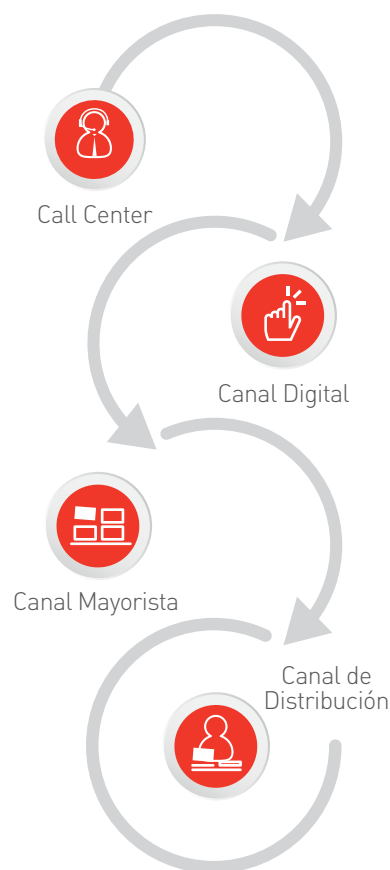 Call Center
Canal Digital
Canal Mayorista
Canal de
Distribución